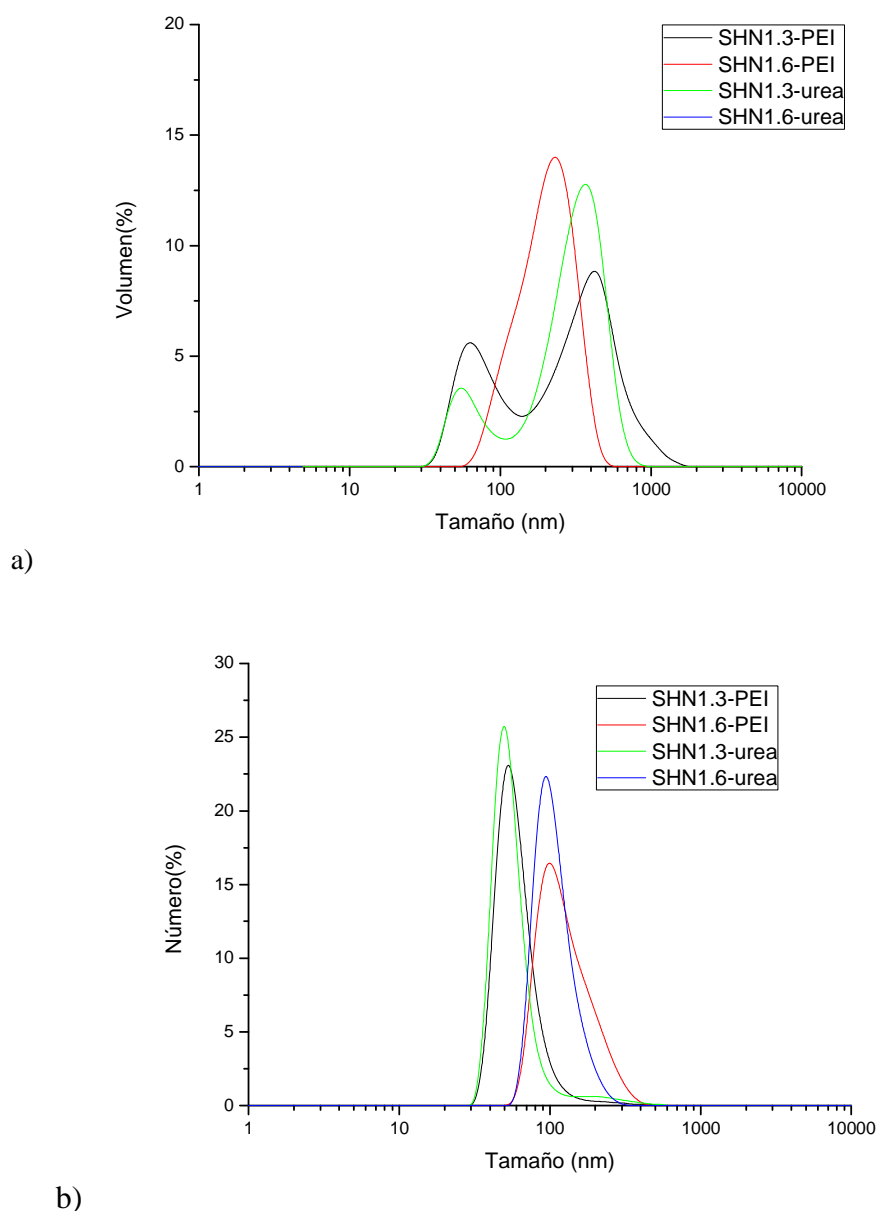 20
15
10
5
0
Volumen(%)
SHN1.3-PEI
SHN1.6-PEI
SHN1.3-urea
SHN1.6-urea
1 10 100 1000 10000
Tamaño (nm)
a)
30
25
20
15
10
5
0
Número(%)
SHN1.3-PEI
SHN1.6-PEI
SHN1.3-urea
SHN1.6-urea
1 10 100 1000 10000
Tamaño (nm)
b)